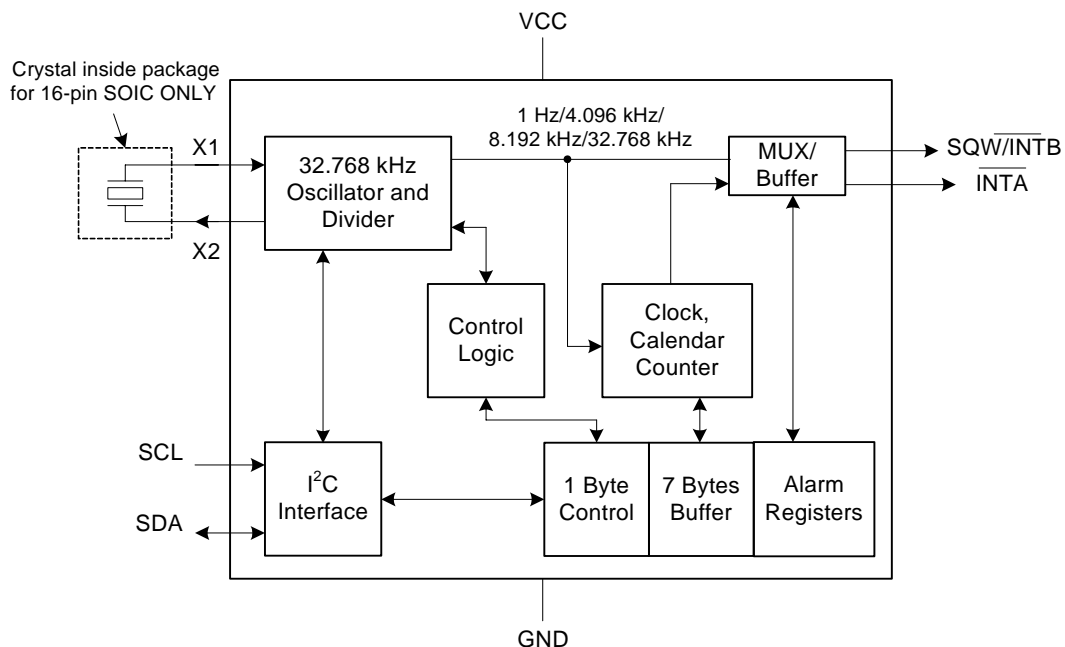 VCC
Crystal inside package
for 16-pin SOIC ONLY
1 Hz/4.096 kHz/
8.192 kHz/32.768 kHz
X1
X2
32.768 kHz
Oscillator and
Divider
MUX/
Buffer
SQW/INTB
INTA
Control
Logic
Clock,
Calendar
Counter
SCL
SDA
I²C
Interface
1 Byte
Control
7 Bytes
Buffer
Alarm
Registers
GND